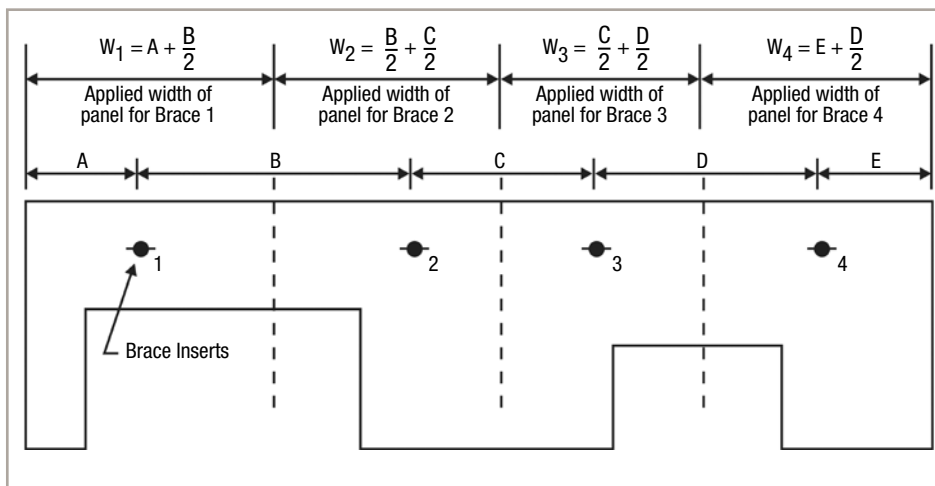 W1 = A + B/2
W2 = B/2 + C/2
W3 = C/2 + D/2
W4 = E + D/2
Applied width of
panel for Brace 1
Applied width of
panel for Brace 2
Applied width of
panel for Brace 3
Applied width of
panel for Brace 4
A
B
C
D
E
1
2
3
4
Brace Inserts